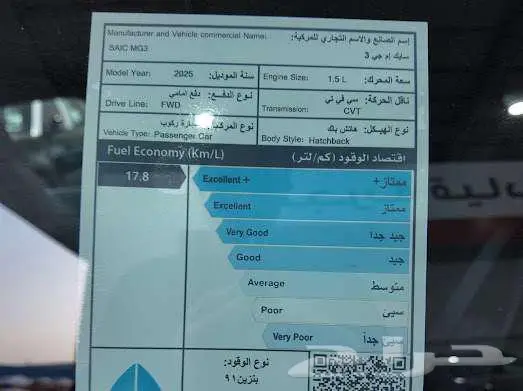 Manufacturer and Vehicle commercial Name: إسم الصانع والاسم التجاري للمركبة:
SAIC MG3 سايك إم جي 3
Model Year: 2025 سنة الموديل:
Engine Size: 1.5 L سعة المحرك:
نوع الدفع: دفع أمامي
Drive Line: FWD
ناقل الحركة: سي في تي
Transmission: CVT
نوع المركبة: سيارة ركوب
Vehicle Type: Passenger Car
نوع الهيكل: هاتش باك
Body Style: Hatchback
Fuel Economy (Km/L) اقتصاد الوقود (كم/لتر)
17.8 Excellent + ممتاز+
Excellent ممتاز
Very Good جيد جداً
Good جيد
Average متوسط
Poor سيئ
Very Poor سيئ جداً
نوع الوقود:
بنزين ٩١
حراج